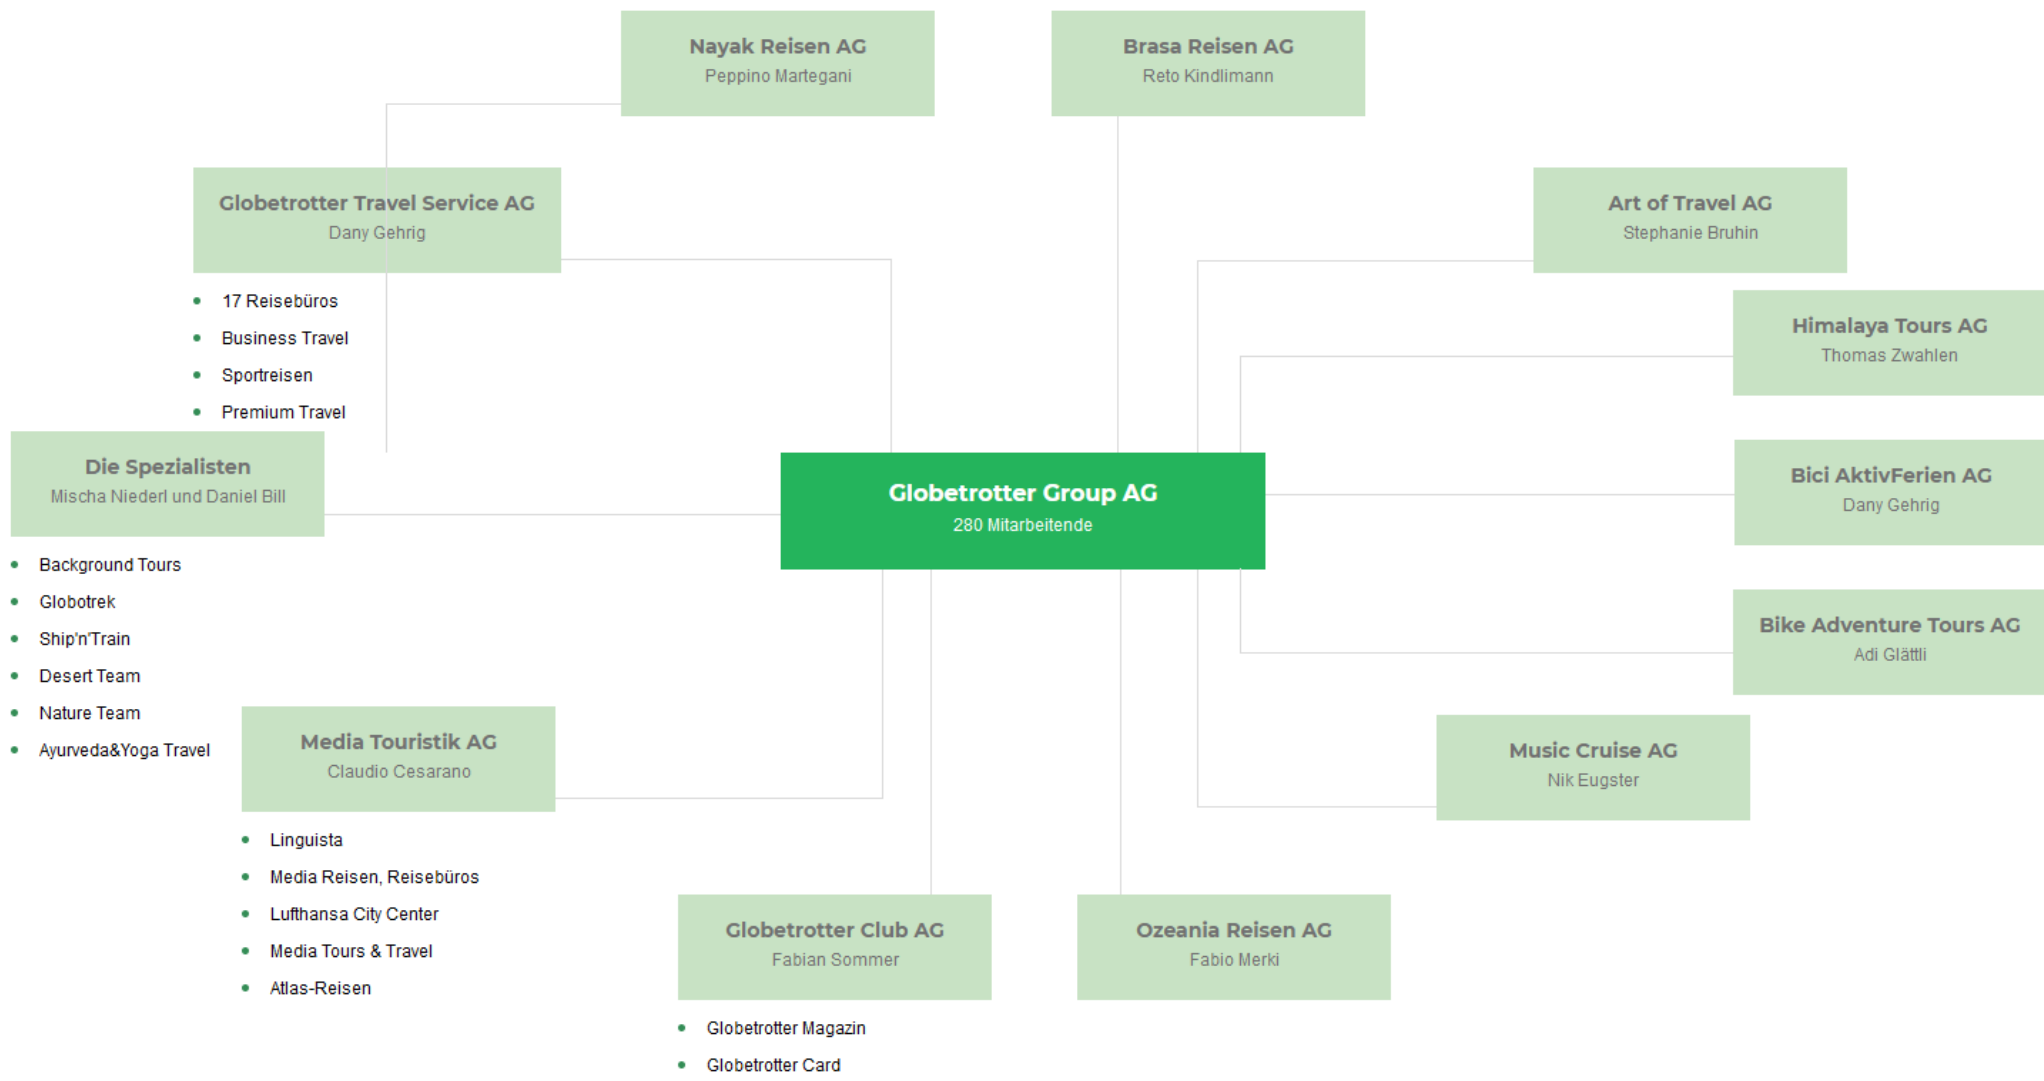 Nayak Reisen AG
Peppino Martegani
Brasa Reisen AG
Reto Kindlimann
Globetrotter Travel Service AG
Dany Gehrig
17 Reisebüros
Business Travel
Sportreisen
Premium Travel
Art of Travel AG
Stephanie Bruhin
Himalaya Tours AG
Thomas Zwahlen
Die Spezialisten
Mischa Niederl und Daniel Bill
Background Tours
Globotrek
Ship'n'Train
Desert Team
Nature Team
Ayurveda&Yoga Travel
Globetrotter Group AG
280 Mitarbeitende
Bici AktivFerien AG
Dany Gehrig
Bike Adventure Tours AG
Adi Glättli
Media Touristik AG
Claudio Cesarano
Linguista
Media Reisen, Reisebüros
Lufthansa City Center
Media Tours & Travel
Atlas-Reisen
Music Cruise AG
Nik Eugster
Globetrotter Club AG
Fabian Sommer
Globetrotter Magazin
Globetrotter Card
Ozeania Reisen AG
Fabio Merki